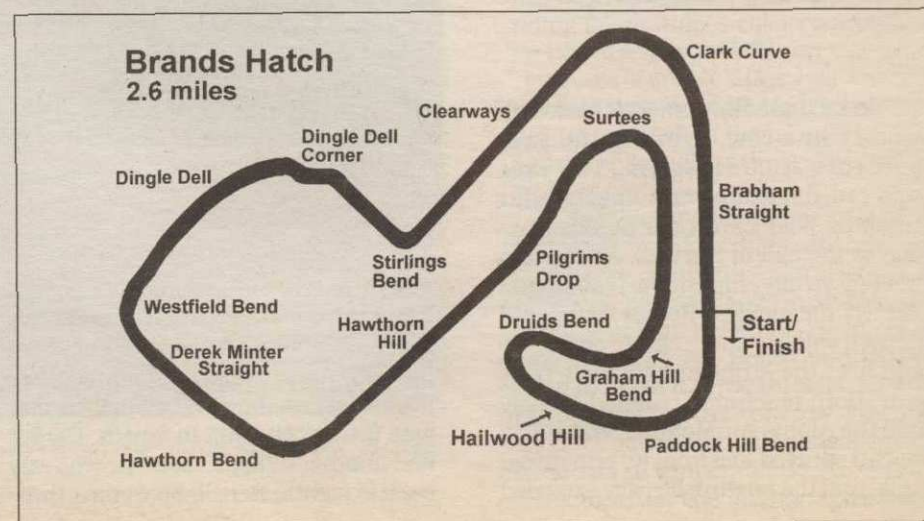 Brands Hatch
2.6 miles
Clark Curve
Clearways
Surtees
Dingle Dell
Corner
Dingle Dell
Brabham
Straight
Stirlings
Bend
Pilgrims
Drop
Westfield Bend
Hawthorn
Hill
Druids Bend
Start/
Finish
Derek Minter
Straight
Graham Hill
Bend
Hailwood Hill
Paddock Hill Bend
Hawthorn Bend